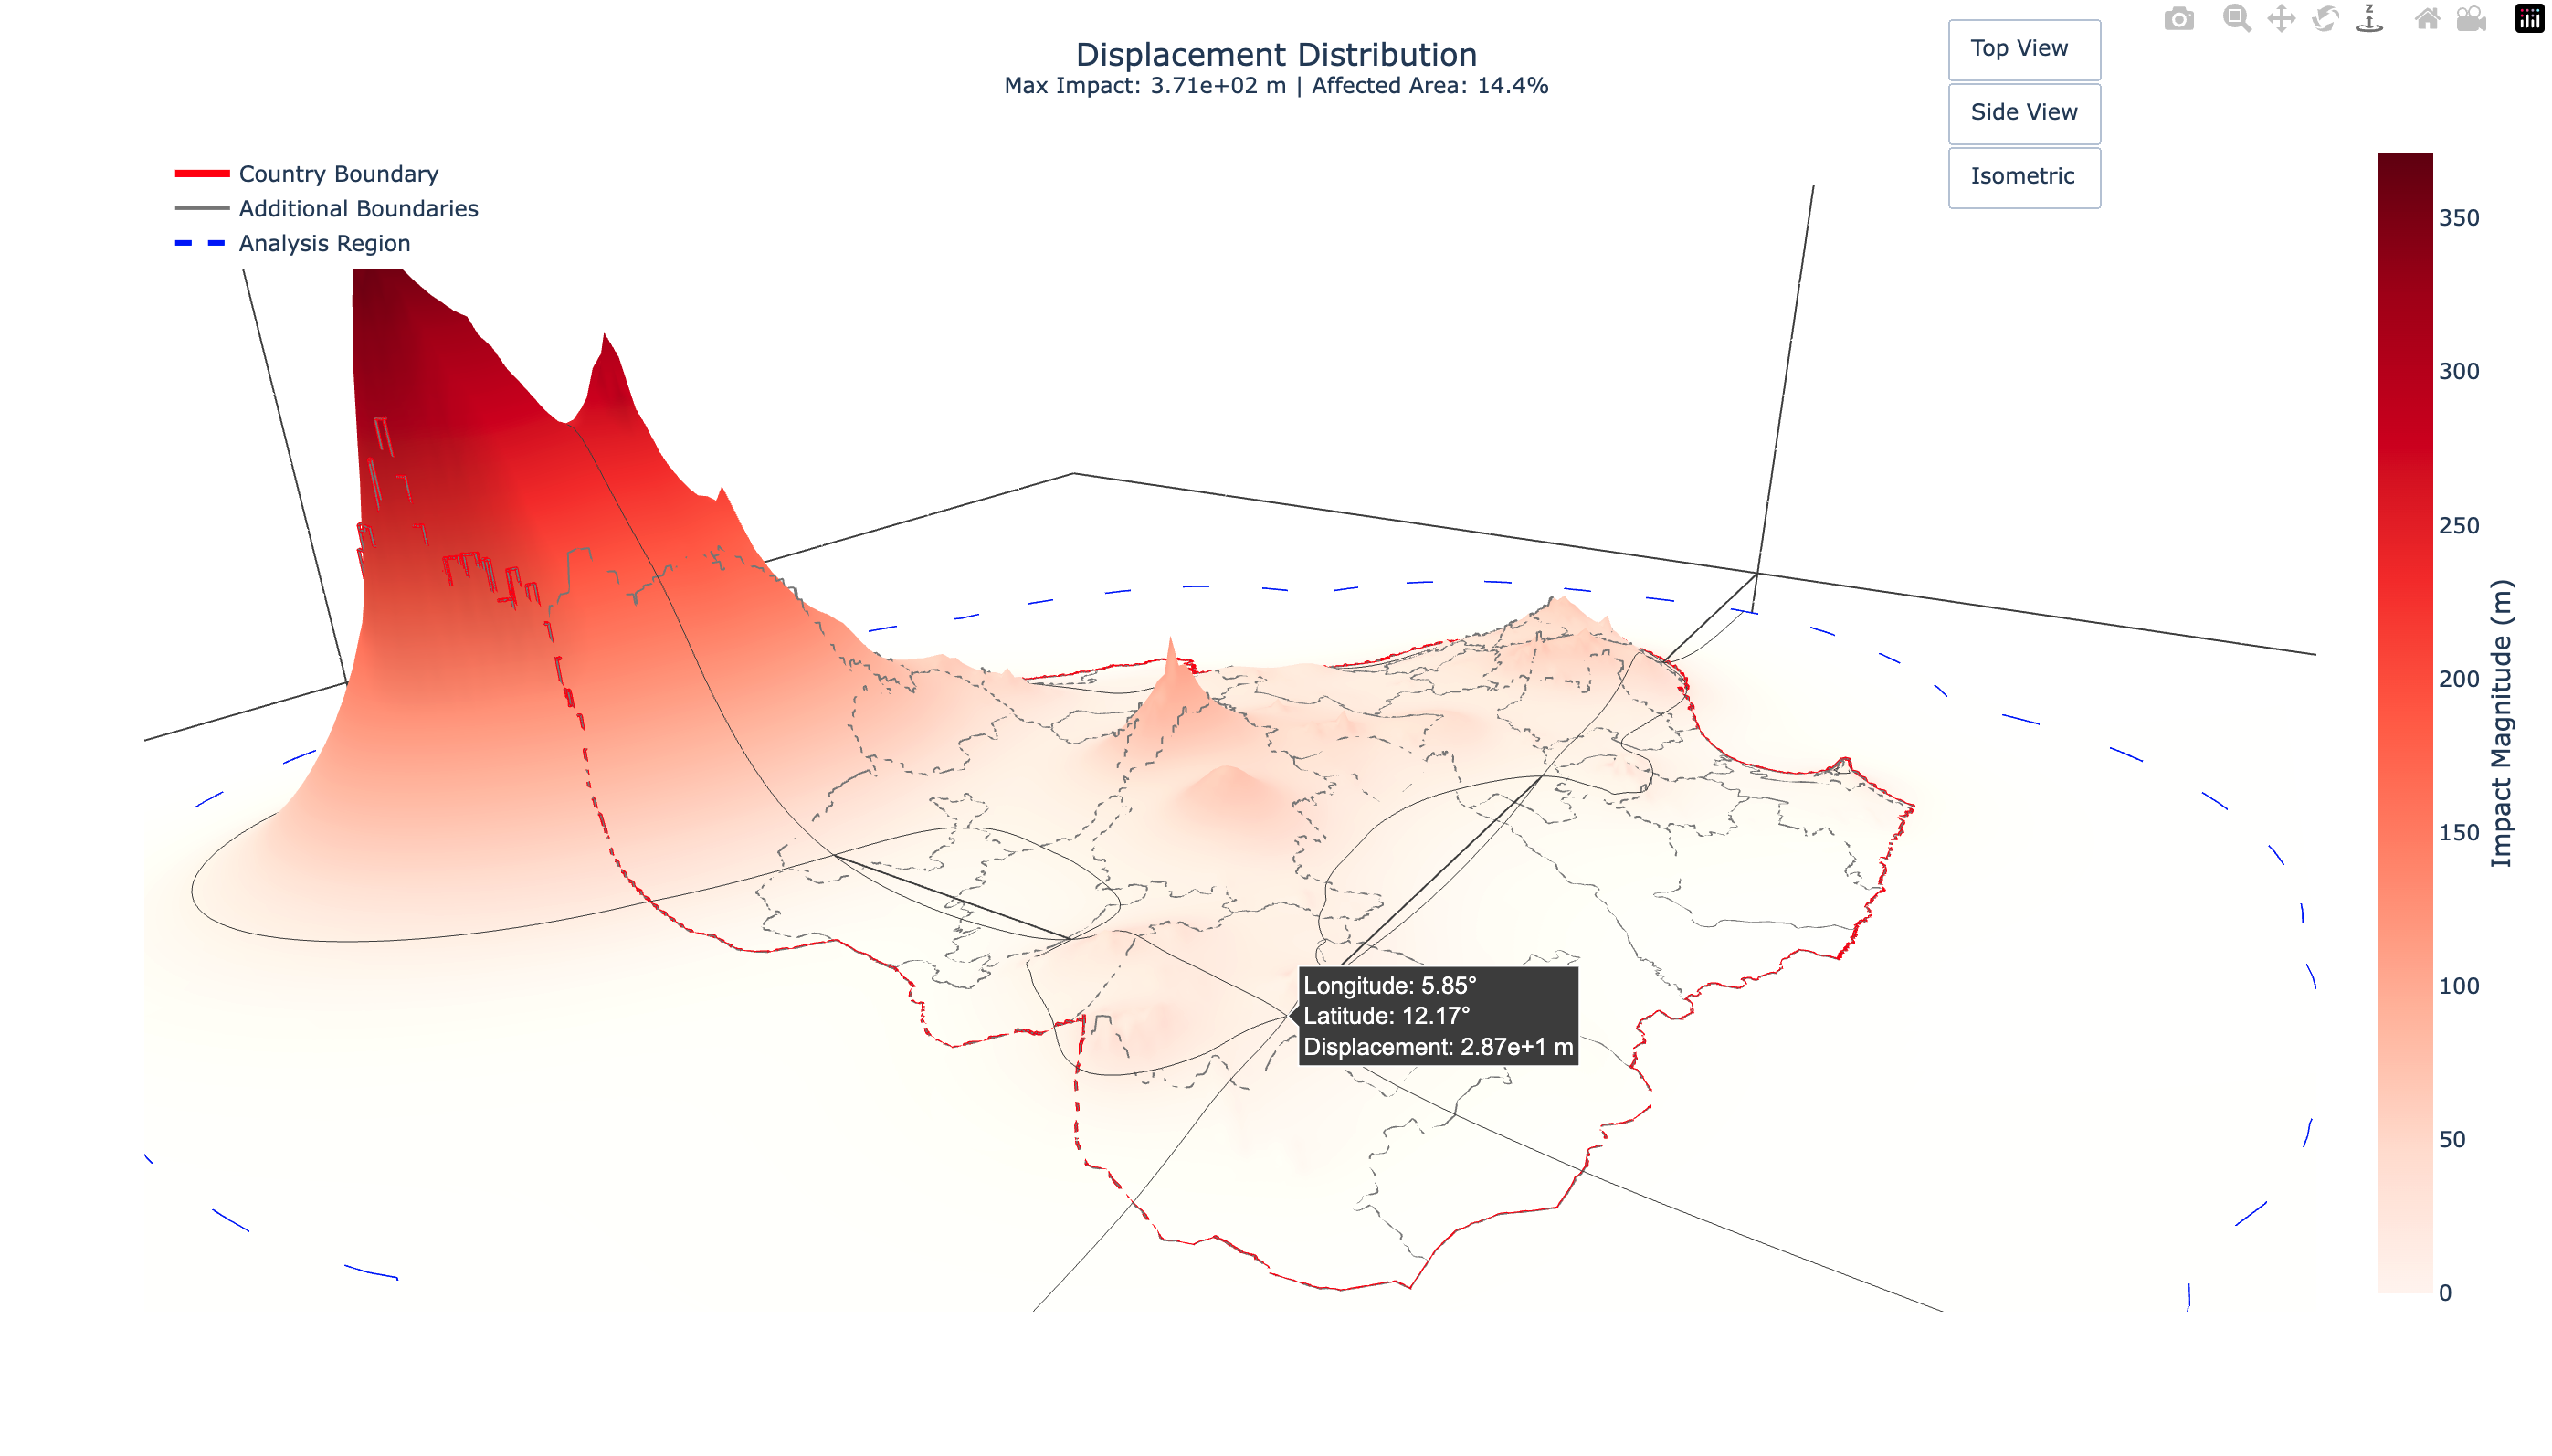 Displacement Distribution
Max Impact: 3.71e+02 m | Affected Area: 14.4%
Top View
Side View
Isometric
z
Country Boundary
Additional Boundaries
Analysis Region
Longitude: 5.85°
Latitude: 12.17°
Displacement: 2.87e+1 m
350
300
250
200
150
100
50
0
Impact Magnitude (m)